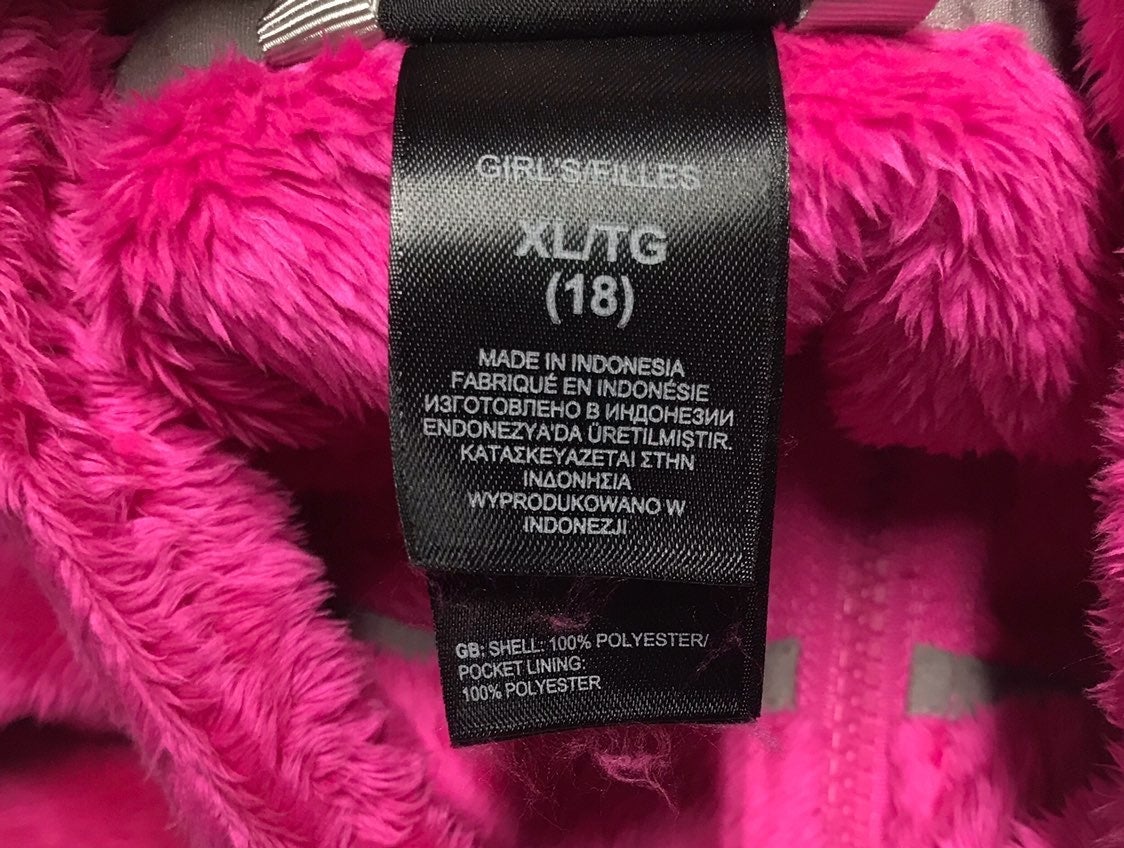 GIRL'S/FILLES
XL/TG
(18)
MADE IN INDONESIA
FABRIQUÉ EN INDONÉSIE
ИЗГОТОВЛЕНО В ИНДОНЕЗИИ
ENDONEZYA'DA ÜRETILMISTIR.
ΚΑΤΑΣΚΕΥΑΖΕΤΑΙ ΣΤΗΝ
ΙΝΔΟΝΗΣΙΑ
WYPRODUKOWANO W
INDONEZJI
GB: SHELL: 100% POLYESTER/
POCKET LINING:
100% POLYESTER